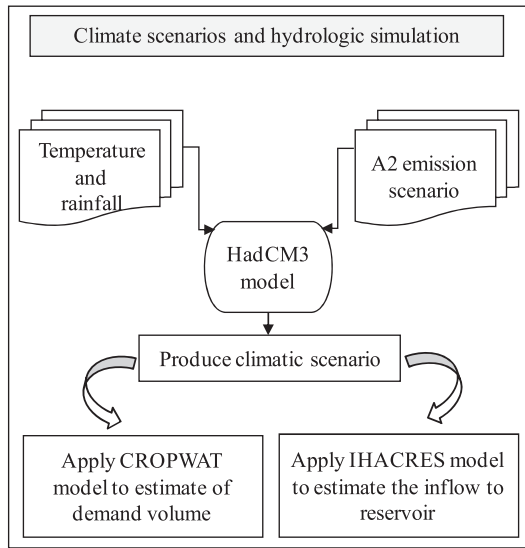 Climate scenarios and hydrologic simulation
Temperature
and
rainfall
A2 emission
scenario
HadCM3
model
Produce climatic scenario
Apply CROPWAT
model to estimate of
demand volume
Apply IHACRES model
to estimate the inflow to
reservoir